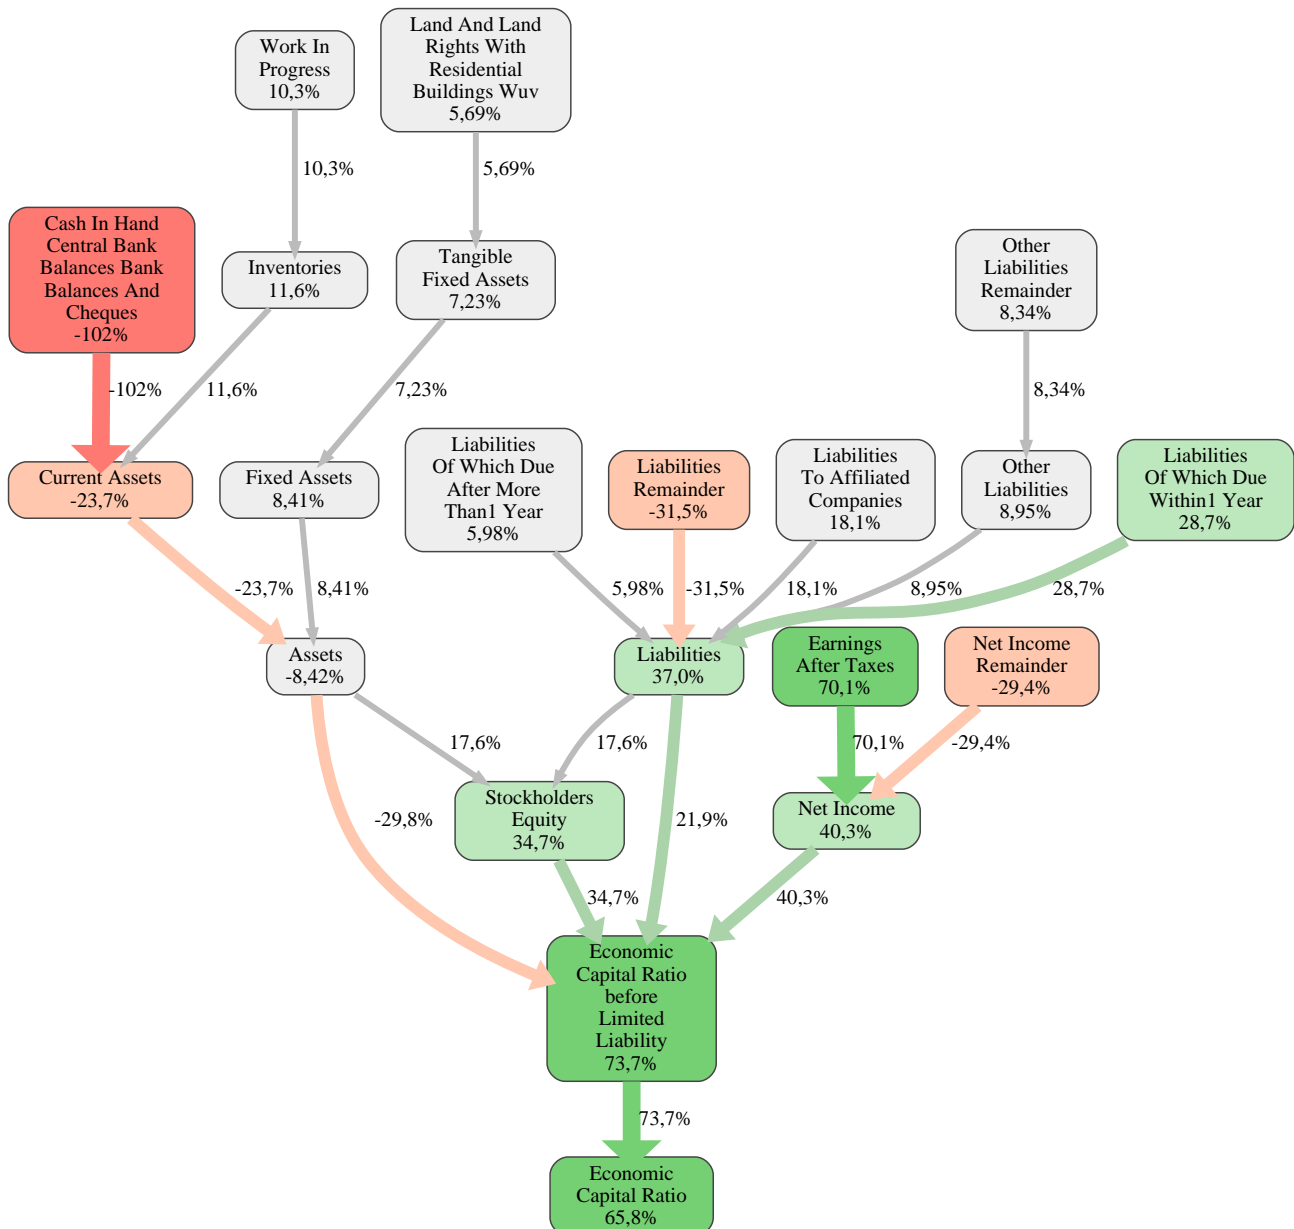 Work In
Progress
10,3%
Land And Land
Rights With
Residential
Buildings Wuv
5,69%
10,3%
5,69%
Cash In Hand
Central Bank
Balances Bank
Balances And
Cheques
-102%
Inventories
11,6%
Tangible
Fixed Assets
7,23%
Other
Liabilities
Remainder
8,34%
-102%
11,6%
7,23%
8,34%
Current Assets
-23,7%
Fixed Assets
8,41%
Liabilities
Of Which Due
After More
Than1 Year
5,98%
Liabilities
Remainder
-31,5%
Liabilities
To Affiliated
Companies
18,1%
Other
Liabilities
8,95%
Liabilities
Of Which Due
Within1 Year
28,7%
-23,7%
8,41%
5,98%
-31,5%
18,1%
8,95%
28,7%
Assets
-8,42%
Liabilities
37,0%
Earnings
After Taxes
70,1%
Net Income
Remainder
-29,4%
17,6%
17,6%
70,1%
-29,4%
-29,8%
Stockholders
Equity
34,7%
21,9%
Net Income
40,3%
34,7%
40,3%
Economic
Capital Ratio
before
Limited
Liability
73,7%
73,7%
Economic
Capital Ratio
65,8%